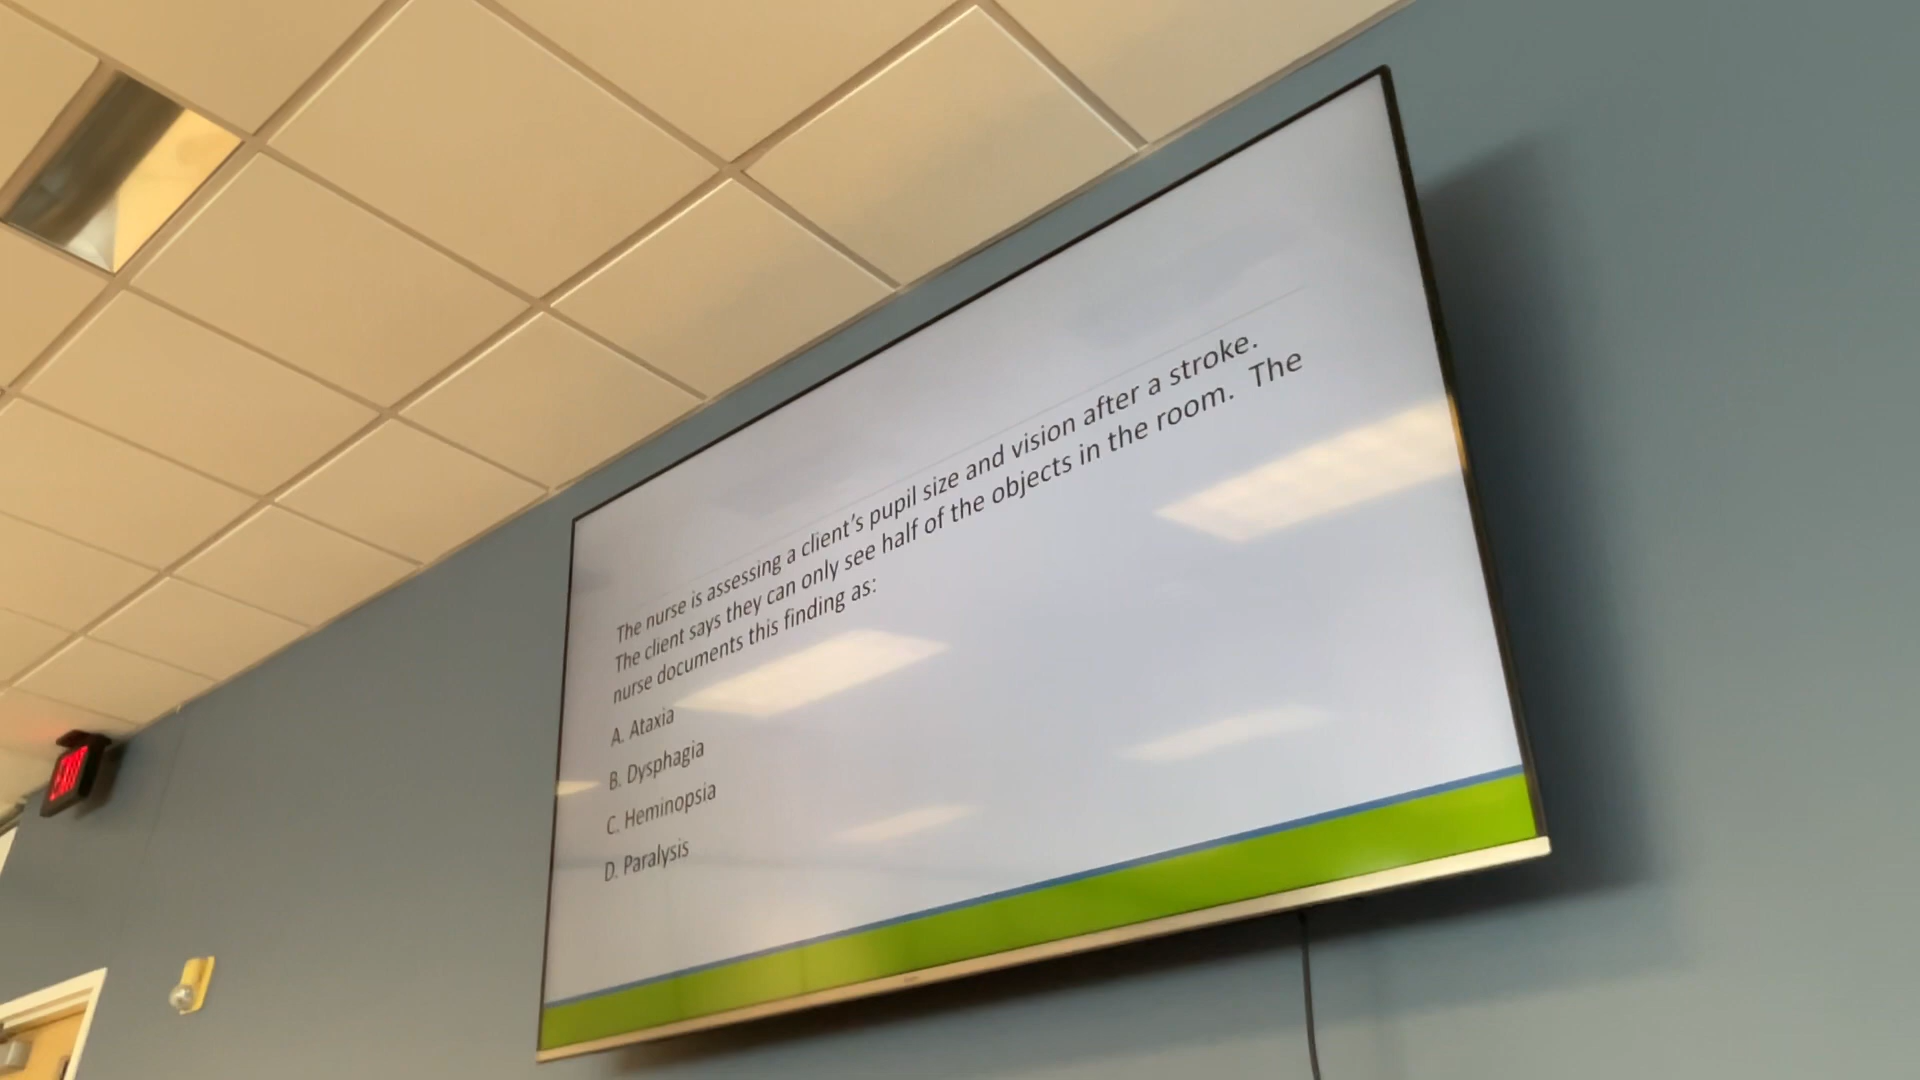 The nurse is assessing a client's pupil size and vision after a stroke.
The client says they can only see half of the objects in the room. The
nurse documents this finding as:
A. Ataxia
B. Dysphagia
C. Heminopsia
D. Paralysis